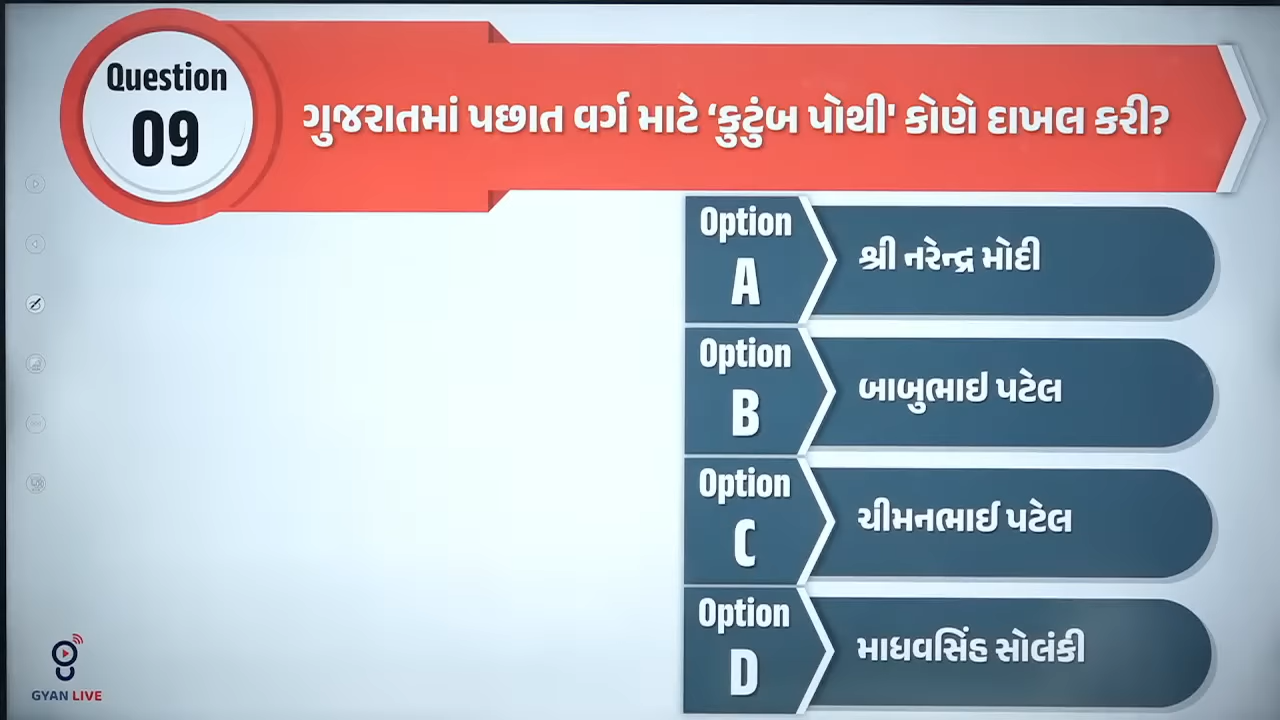 Question
09
ગુજરાતમાં પછાત વર્ગ માટે ‘કુટુંબ પોથી' કોણે દાખલ કરી?
Option
A
શ્રી નરેન્દ્ર મોદી
Option
B
બાબુભાઈ પટેલ
Option
C
ચીમનભાઈ પટેલ
Option
D
માધવસિંહ સોલંકી
GYAN LIVE